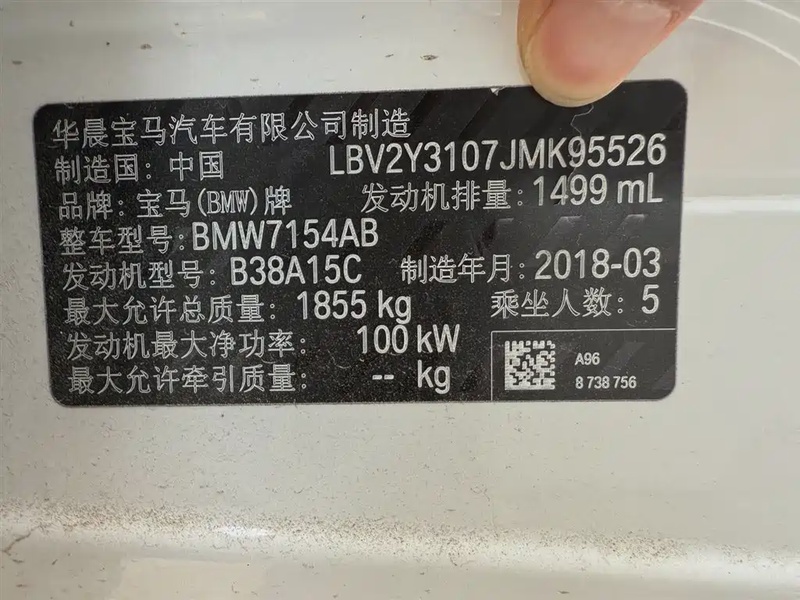 华晨宝马汽车有限公司制造
制造国: 中国 LBV2Y3107JMK95526
品牌: 宝马(BMW)牌 发动机排量: 1499 mL
整车型号: BMW7154AB
发动机型号: B38A15C 制造年月: 2018-03
最大允许总质量: 1855 kg 乘坐人数: 5
发动机最大净功率: 100 kW
最大允许牵引质量: -- kg
A96
8 738 756